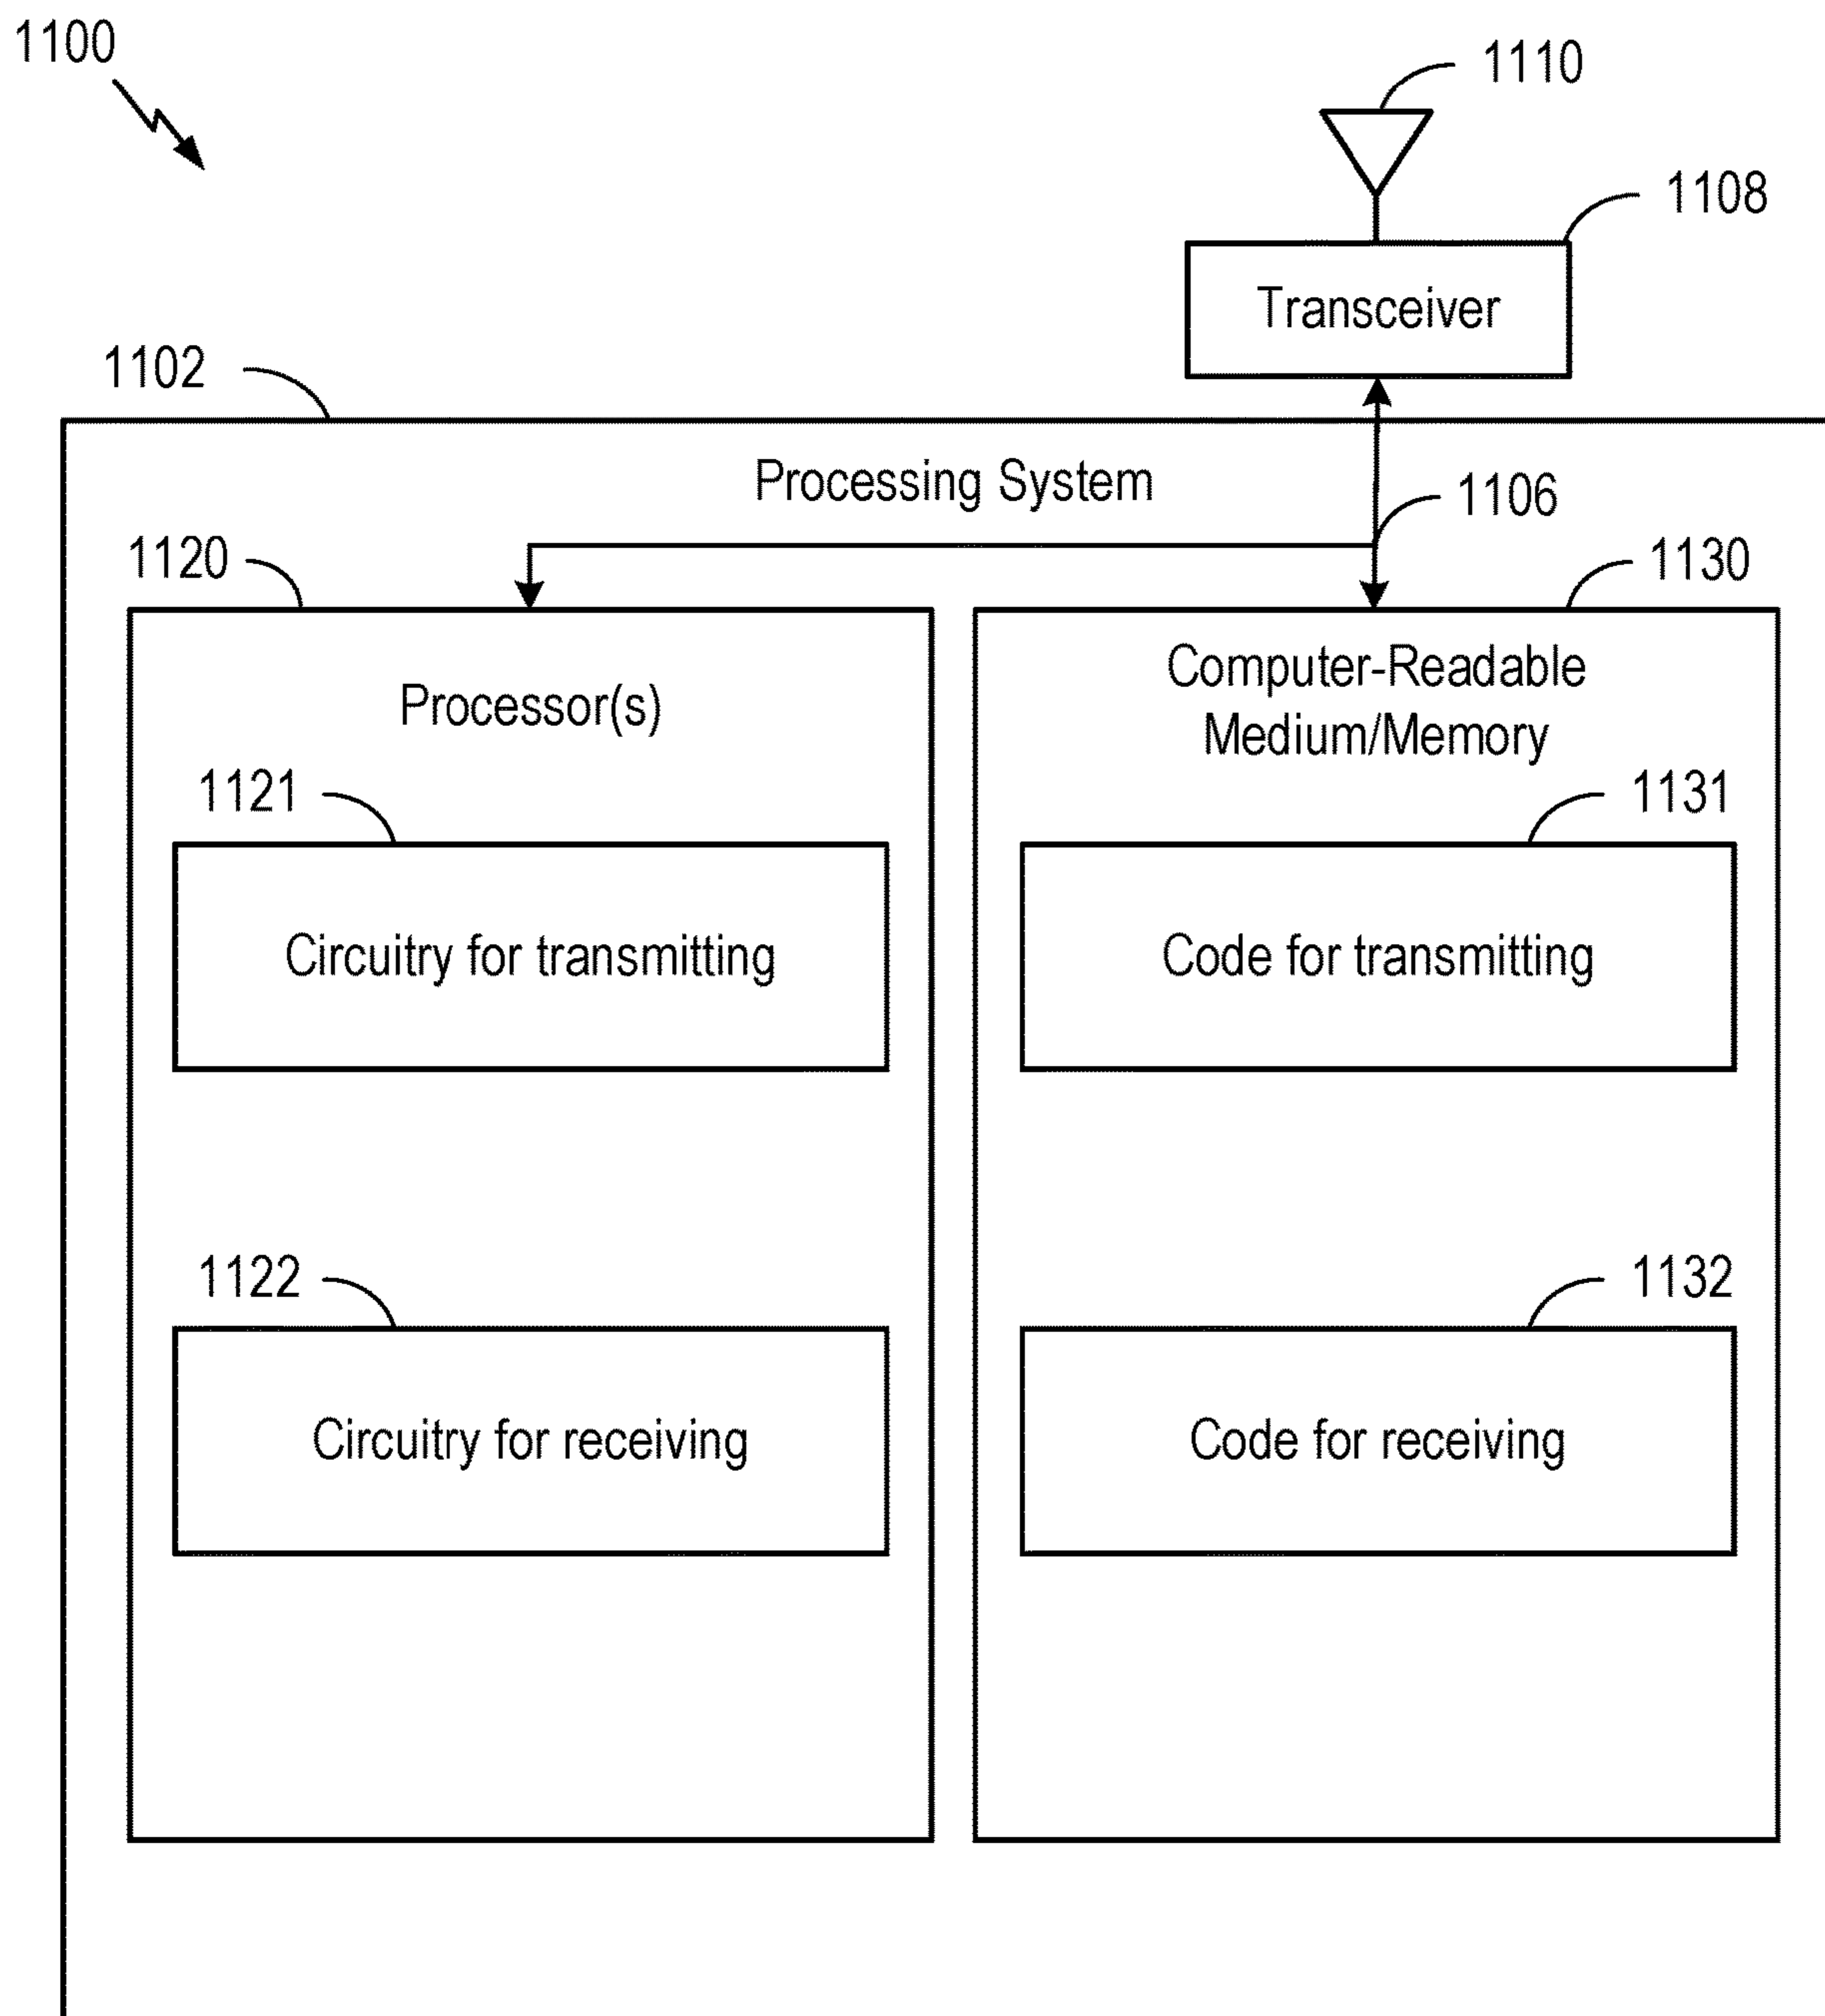 1100
1110
1108
Transceiver
1102
Processing System
1106
1120
1130
Processor(s)
Computer-Readable
Medium/Memory
1121
1131
Circuitry for transmitting
Code for transmitting
1122
1132
Circuitry for receiving
Code for receiving